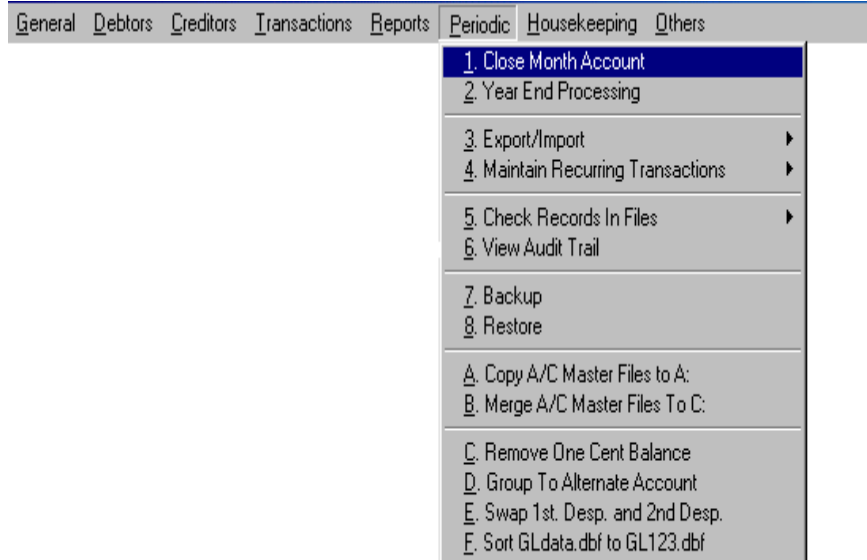 General Debtors Creditors Transactions Reports Periodic Housekeeping Others
1. Close Month Account
2. Year End Processing
3. Export/Import
4. Maintain Recurring Transactions
5. Check Records In Files
6. View Audit Trail
7. Backup
8. Restore
A. Copy A/C Master Files to A:
B. Merge A/C Master Files To C:
C. Remove One Cent Balance
D. Group To Alternate Account
E. Swap 1st. Desp. and 2nd Desp.
F. Sort GLdata.dbf to GL123.dbf